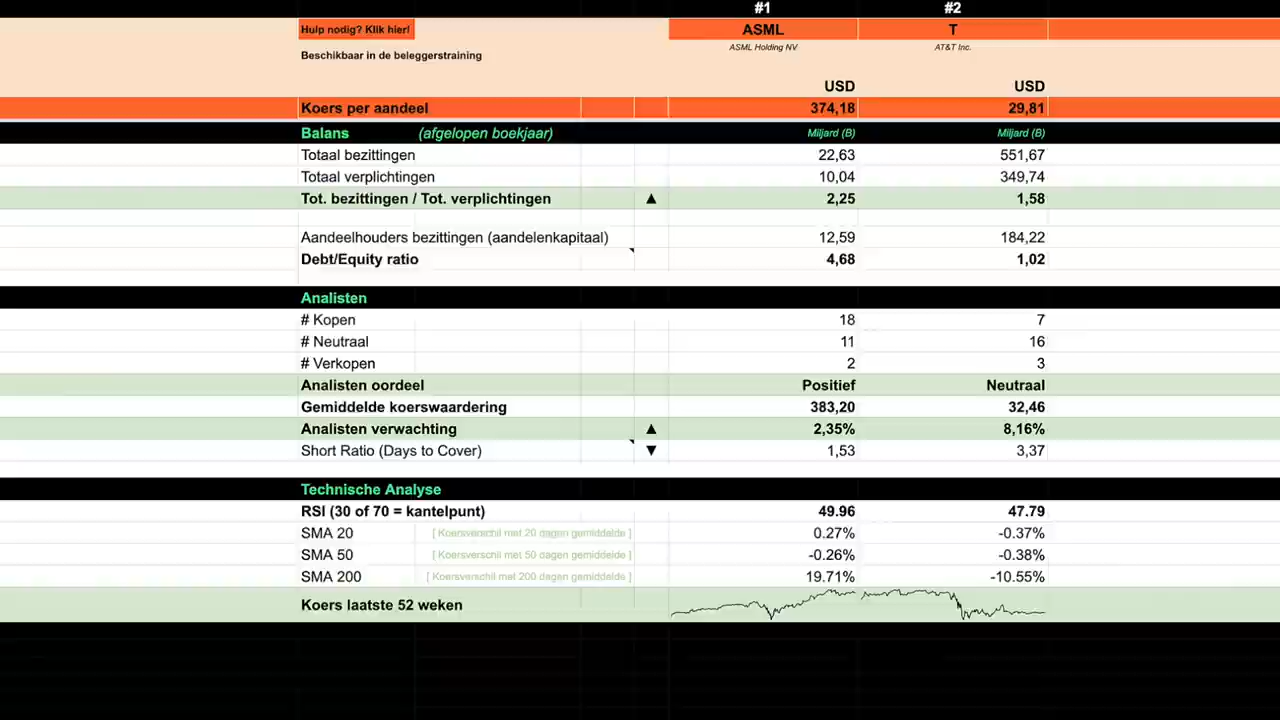 #1 #2
Hulp nodig? Klik hier! ASML T
ASML Holding NV AT&T Inc.
Beschikbaar in de beleggerstraining
USD USD
Koers per aandeel 374,18 29,81
Balans (afgelopen boekjaar) Miljard (B) Miljard (B)
Totaal bezittingen 22,63 551,67
Totaal verplichtingen 10,04 349,74
Tot. bezittingen / Tot. verplichtingen ▲ 2,25 1,58
Aandeelhouders bezittingen (aandelenkapitaal) 12,59 184,22
Debt/Equity ratio 4,68 1,02
Analisten
# Kopen 18 7
# Neutraal 11 16
# Verkopen 2 3
Analisten oordeel Positief Neutraal
Gemiddelde koerswaardering 383,20 32,46
Analisten verwachting ▲ 2,35% 8,16%
Short Ratio (Days to Cover) ▼ 1,53 3,37
Technische Analyse
RSI (30 of 70 = kantelpunt) 49.96 47.79
SMA 20 [ Koersverschil met 20 dagen gemiddelde ] 0.27% -0.37%
SMA 50 [ Koersverschil met 50 dagen gemiddelde ] -0.26% -0.38%
SMA 200 [ Koersverschil met 200 dagen gemiddelde ] 19.71% -10.55%
Koers laatste 52 weken